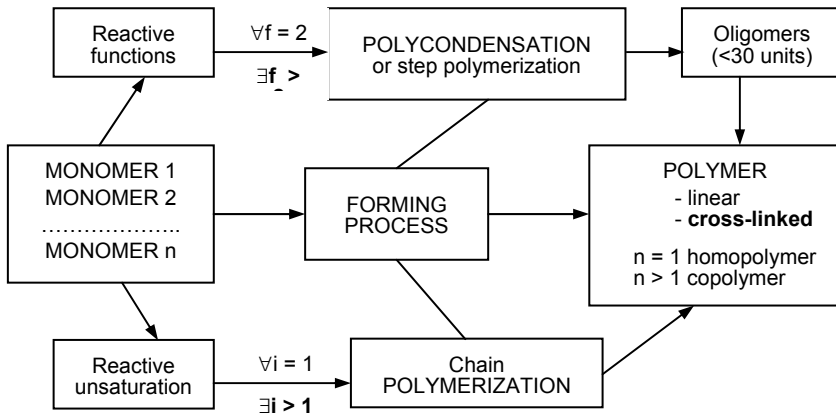 Reactive
functions
∀f = 2
∃f >
POLYCONDENSATION
or step polymerization
Oligomers
(<30 units)
MONOMER 1
MONOMER 2
………………..
MONOMER n
FORMING
PROCESS
POLYMER
- linear
- cross-linked
n = 1 homopolymer
n > 1 copolymer
Reactive
unsaturation
∀i = 1
∃i > 1
Chain
POLYMERIZATION